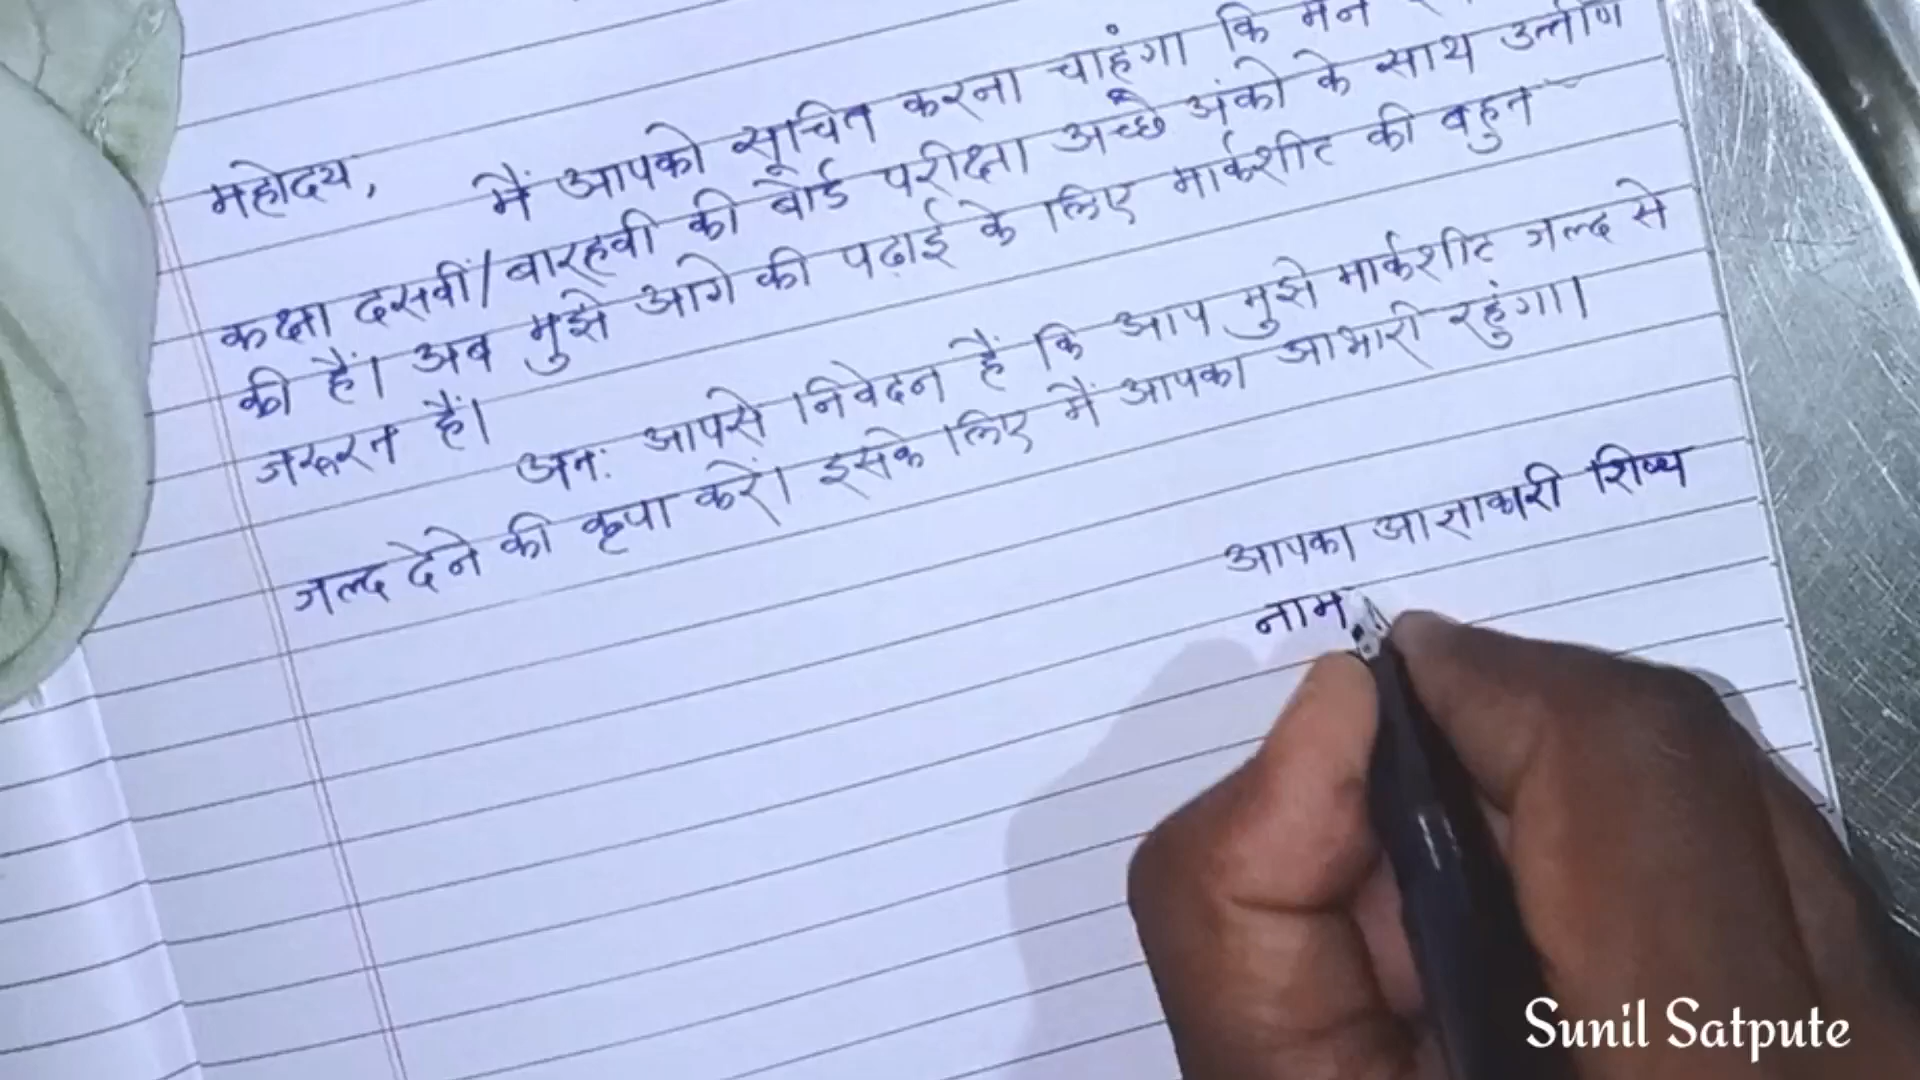 महोदय,
मैं आपको सूचित करना चाहूंगा कि मैंने
कक्षा दसवीं/बारहवी की बोर्ड परीक्षा अच्छे अंको के साथ उत्तीर्ण
की हैं। अब मुझे आगे की पढ़ाई के लिए मार्कशीट की बहुत
जरूरत हैं।
अतः आपसे निवेदन हैं कि आप मुझे मार्कशीट जल्द से
जल्द देने की कृपा करें। इसके लिए मैं आपका आभारी रहुंगा।
आपका आज्ञाकारी शिष्य
नाम
Sunil Satpute